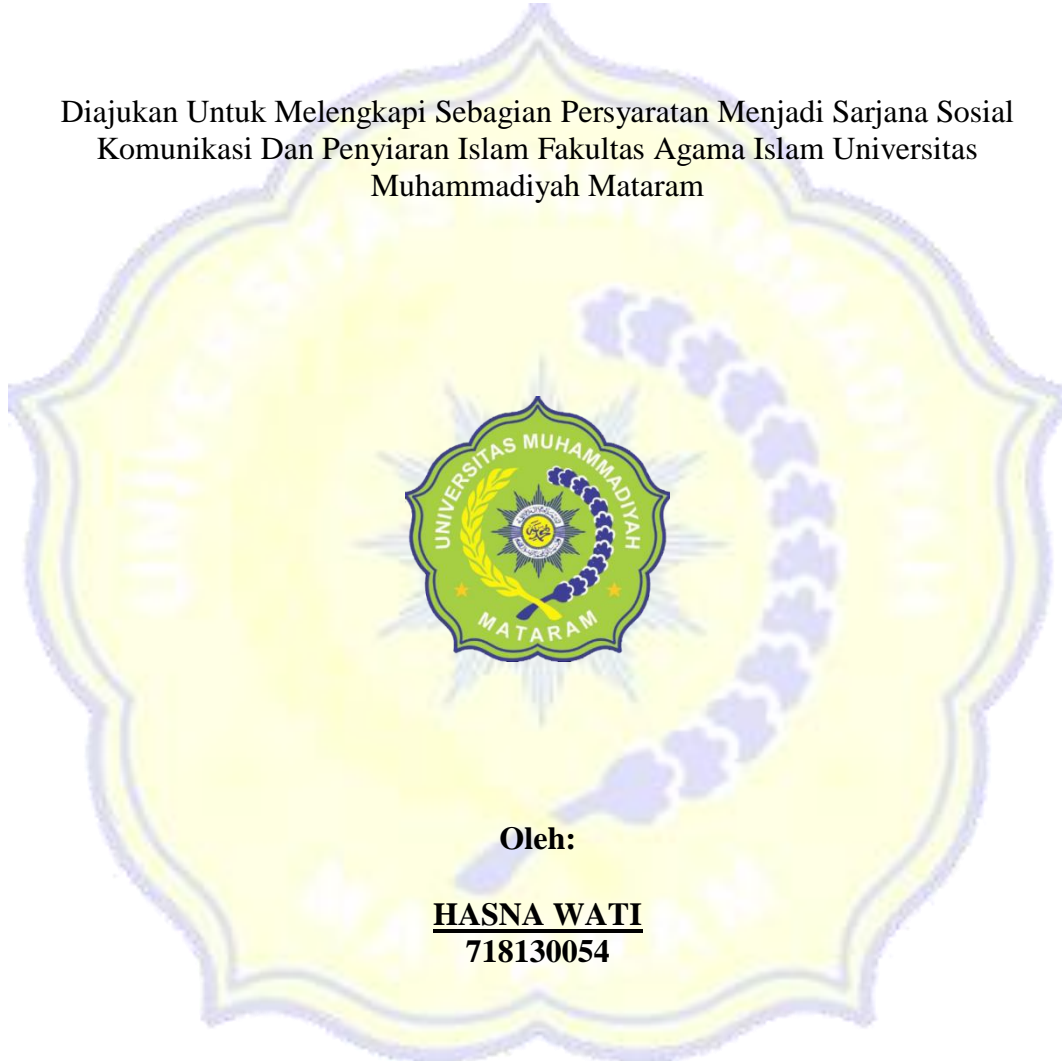 Diajukan Untuk Melengkapi Sebagian Persyaratan Menjadi Sarjana Sosial
Komunikasi Dan Penyiaran Islam Fakultas Agama Islam Universitas
Muhammadiyah Mataram
UNIVERSITAS MUHAMMADIYAH
MATARAM
Oleh:
HASNA WATI
718130054